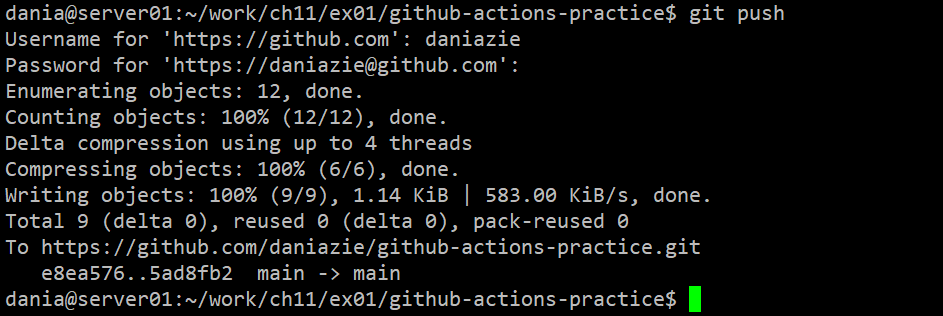 dania@server01:~/work/ch11/ex01/github-actions-practice$ git push
Username for 'https://github.com': daniazie
Password for 'https://daniazie@github.com':
Enumerating objects: 12, done.
Counting objects: 100% (12/12), done.
Delta compression using up to 4 threads
Compressing objects: 100% (6/6), done.
Writing objects: 100% (9/9), 1.14 KiB | 583.00 KiB/s, done.
Total 9 (delta 0), reused 0 (delta 0), pack-reused 0
To https://github.com/daniazie/github-actions-practice.git
   e8ea576..5ad8fb2  main -> main
dania@server01:~/work/ch11/ex01/github-actions-practice$